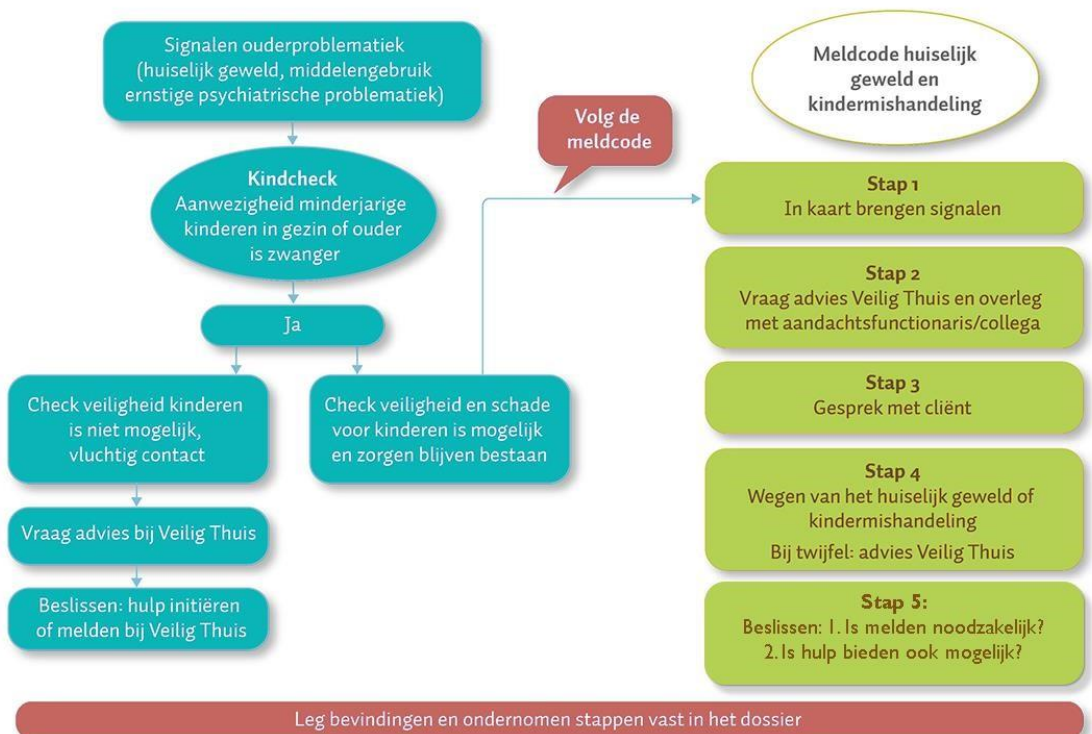 Signalen ouderproblematiek
(huiselijk geweld, middelengebruik
ernstige psychiatrische problematiek)
Kindcheck
Aanwezigheid minderjarige
kinderen in gezin of ouder
is zwanger
Ja
Check veiligheid kinderen
is niet mogelijk,
vluchtig contact
Vraag advies bij Veilig Thuis
Beslissen: hulp initiëren
of melden bij Veilig Thuis
Check veiligheid en schade
voor kinderen is mogelijk
en zorgen blijven bestaan
Volg de
meldcode
Meldcode huiselijk
geweld en
kindermishandeling
Stap 1
In kaart brengen signalen
Stap 2
Vraag advies Veilig Thuis en overleg
met aandachtsfunctionaris/collega
Stap 3
Gesprek met cliënt
Stap 4
Wegen van het huiselijk geweld of
kindermishandeling
Bij twijfel: advies Veilig Thuis
Stap 5:
Beslissen: 1. Is melden noodzakelijk?
2. Is hulp bieden ook mogelijk?
Leg bevindingen en ondernomen stappen vast in het dossier